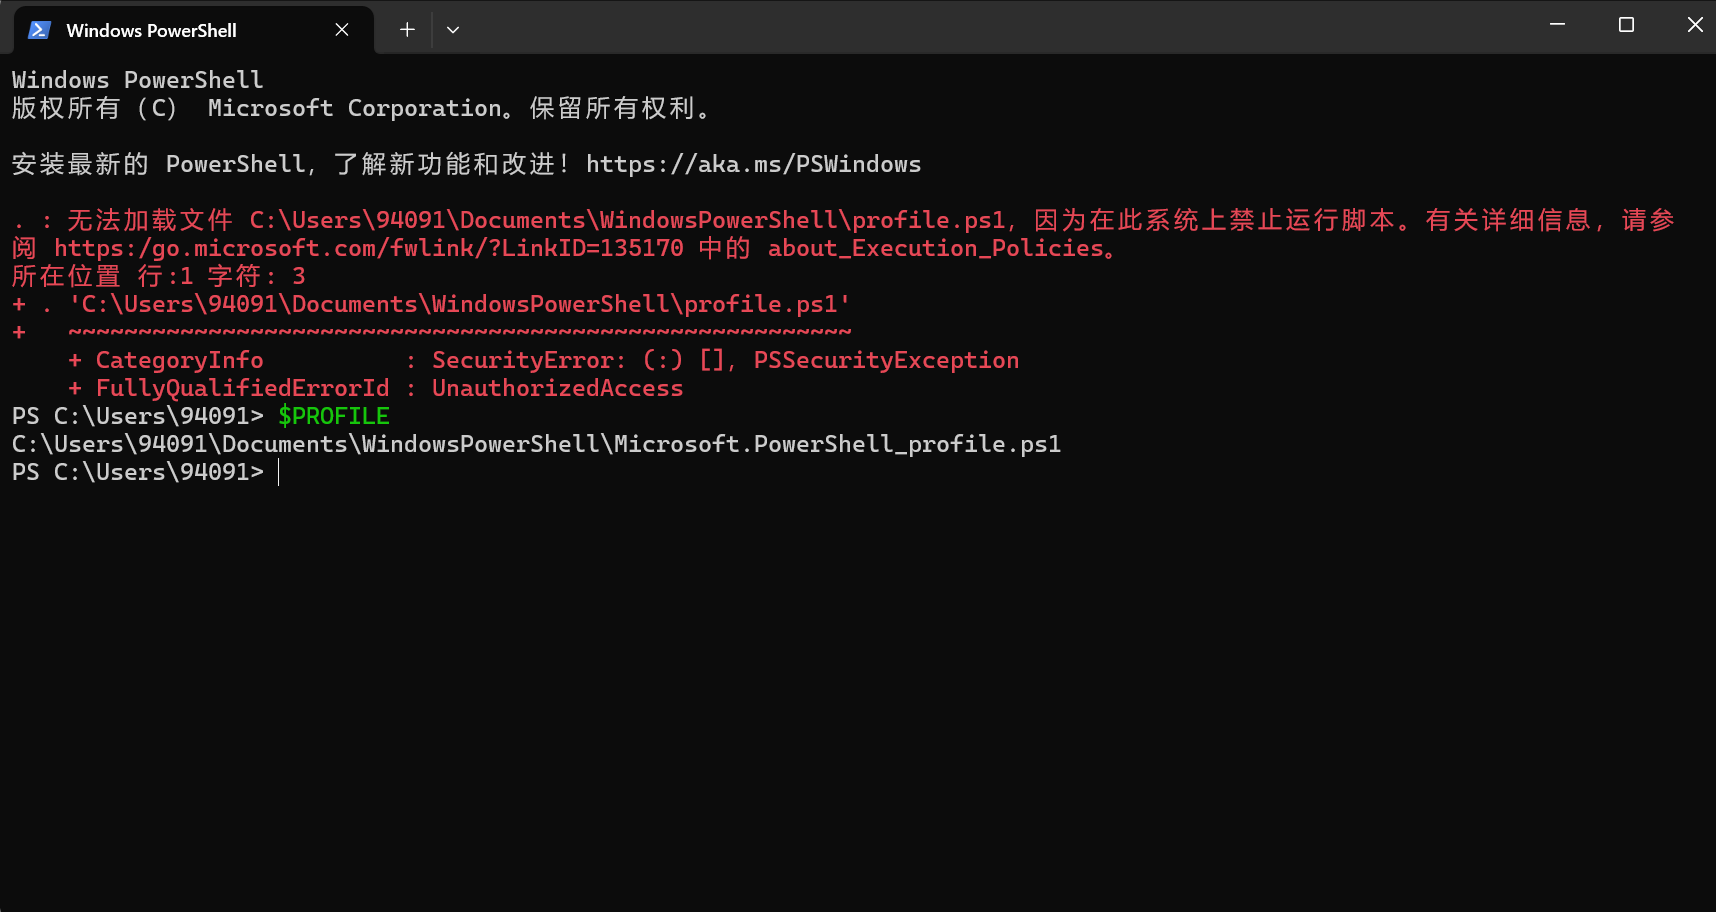 Windows PowerShell
Windows PowerShell
版权所有（C） Microsoft Corporation。保留所有权利。
安装最新的 PowerShell，了解新功能和改进！https://aka.ms/PSWindows
. : 无法加载文件 C:\Users\94091\Documents\WindowsPowerShell\profile.ps1，因为在此系统上禁止运行脚本。有关详细信息，请参
阅 https:/go.microsoft.com/fwlink/?LinkID=135170 中的 about_Execution_Policies。
所在位置 行:1 字符: 3
+ . 'C:\Users\94091\Documents\WindowsPowerShell\profile.ps1'
+   ~~~~~~~~~~~~~~~~~~~~~~~~~~~~~~~~~~~~~~~~~~~~~~~~~~~~~~~~
    + CategoryInfo          : SecurityError: (:) []，PSSecurityException
    + FullyQualifiedErrorId : UnauthorizedAccess
PS C:\Users\94091> $PROFILE
C:\Users\94091\Documents\WindowsPowerShell\Microsoft.PowerShell_profile.ps1
PS C:\Users\94091>